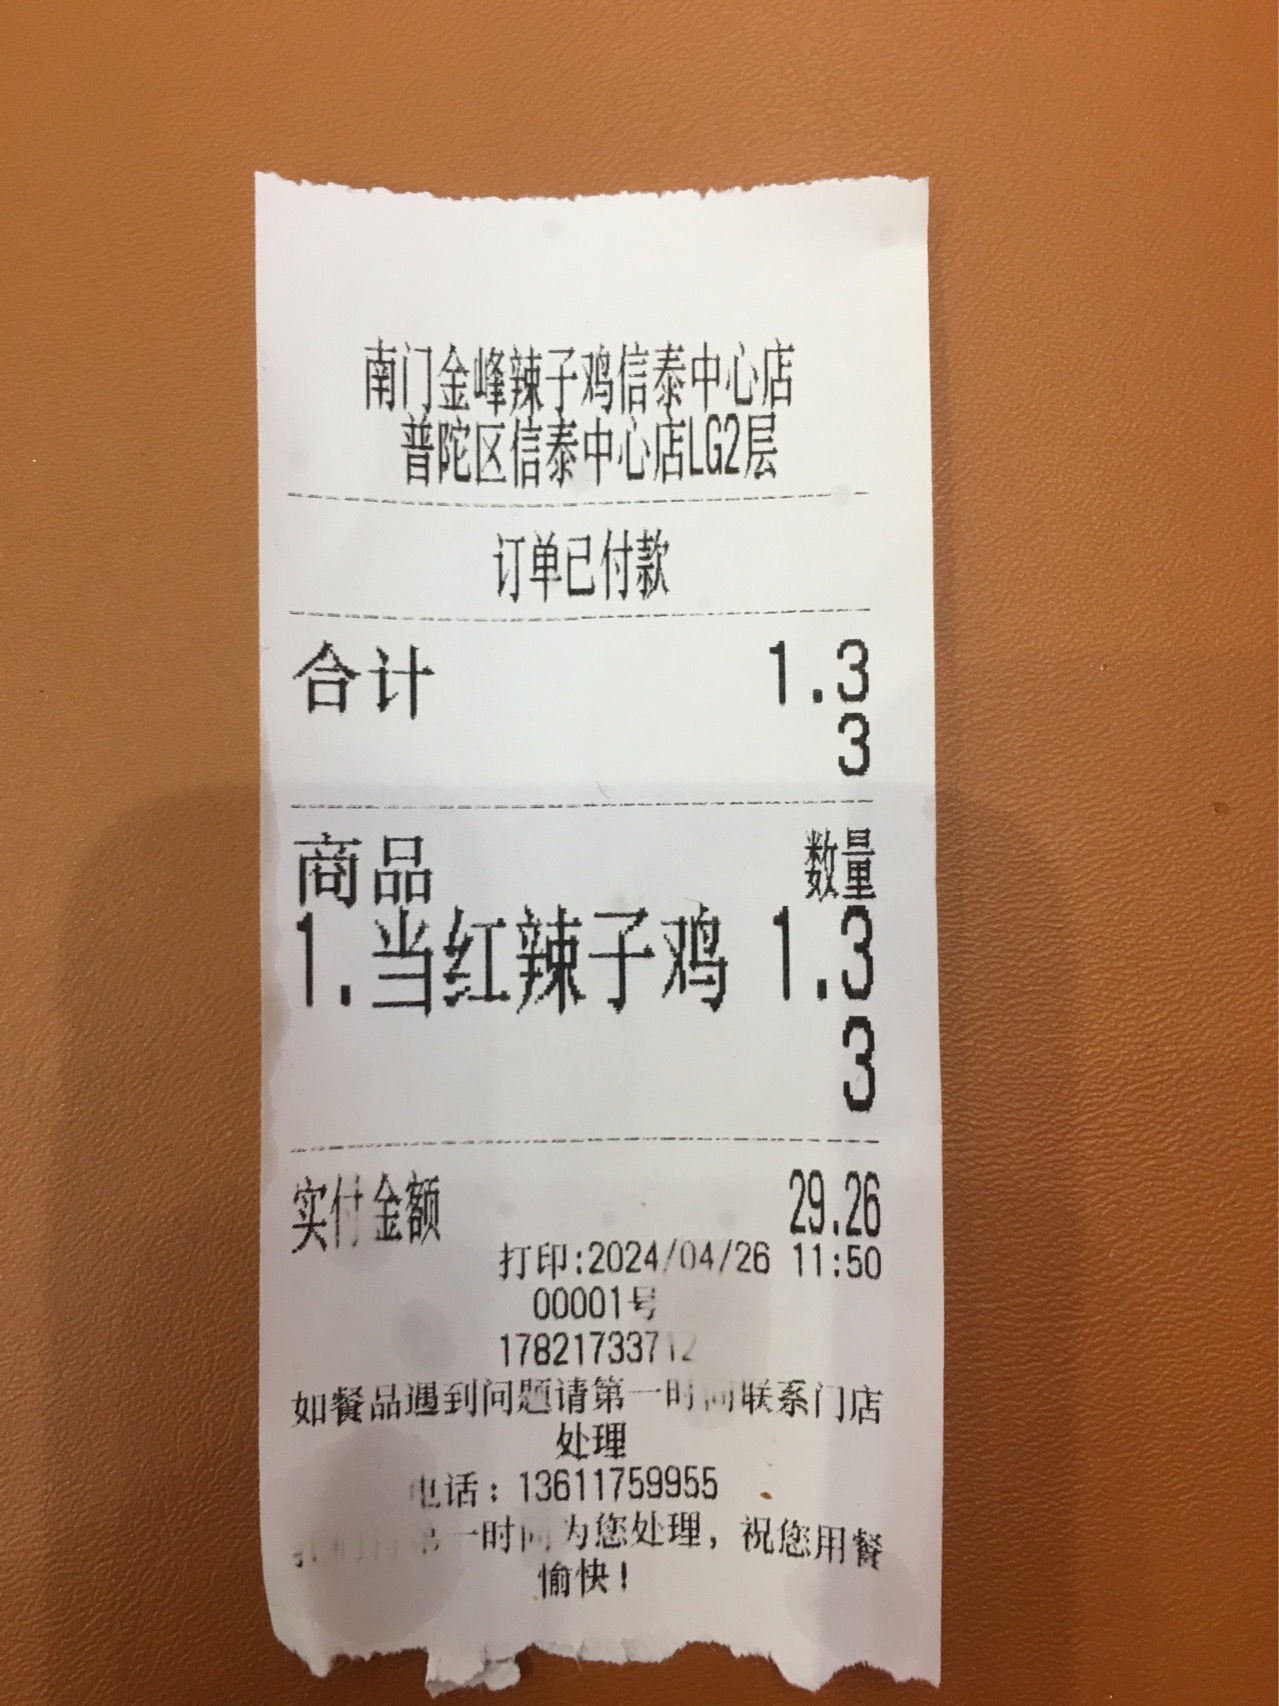 南门金峰辣子鸡信泰中心店
普陀区信泰中心店LG2层
订单已付款
合计 1.3
3
商品 数量
1.当红辣子鸡 1.3
3
实付金额 29.26
打印:2024/04/26 11:50
00001号
17821733712
如餐品遇到问题请第一时间联系门店
处理
电话:13611759955
一时间为您处理,祝您用餐
愉快!